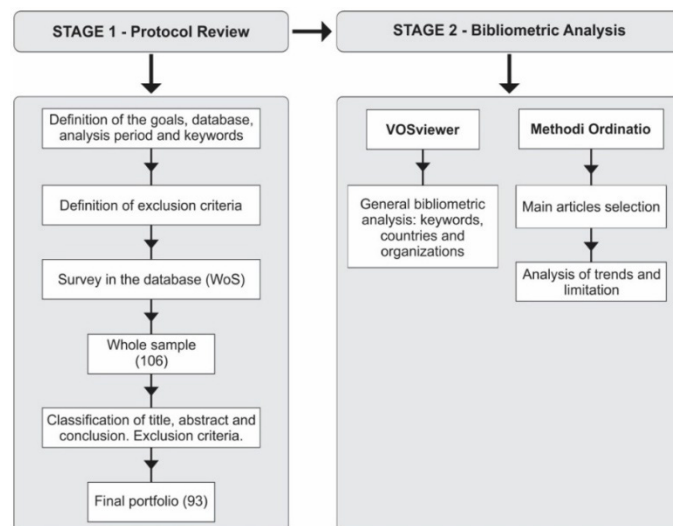 STAGE 1 - Protocol Review
STAGE 2 - Bibliometric Analysis
Definition of the goals, database,
analysis period and keywords
Definition of exclusion criteria
Survey in the database (WoS)
Whole sample
(106)
Classification of title, abstract and
conclusion. Exclusion criteria.
Final portfolio (93)
VOSviewer
General bibliometric
analysis: keywords,
countries and
organizations
Methodi Ordinatio
Main articles selection
Analysis of trends and
limitation